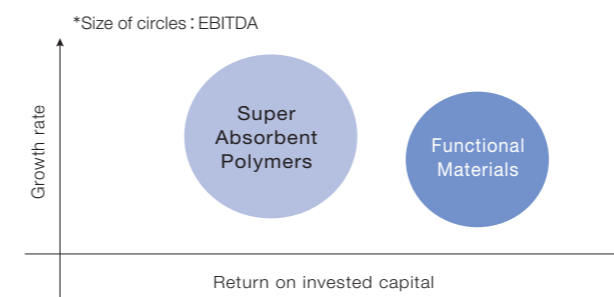 *Size of circles：EBITDA
Growth rate
Super
Absorbent
Polymers
Functional
Materials
Return on invested capital